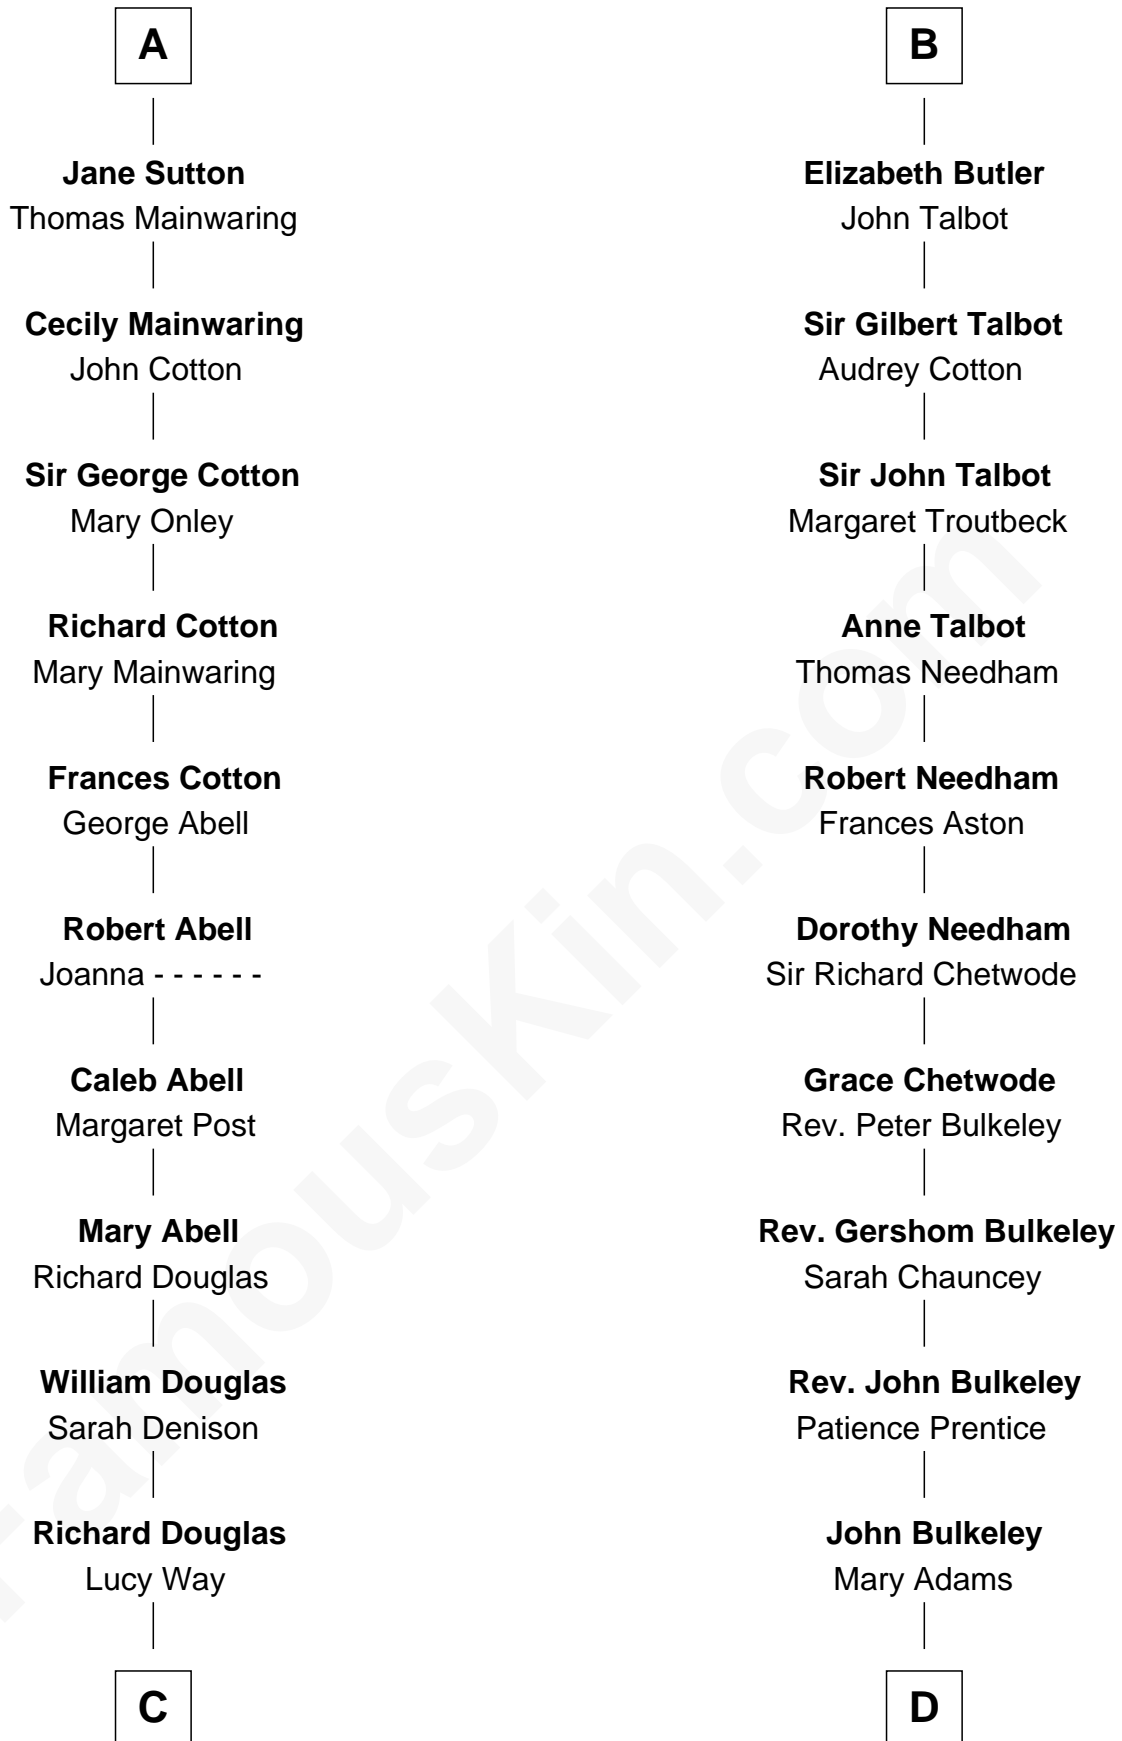 A
Jane Sutton
Thomas Mainwaring
Cecily Mainwaring
John Cotton
Sir George Cotton
Mary Onley
Richard Cotton
Mary Mainwaring
Frances Cotton
George Abell
Robert Abell
Joanna - - - - - -
Caleb Abell
Margaret Post
Mary Abell
Richard Douglas
William Douglas
Sarah Denison
Richard Douglas
Lucy Way
C
B
Elizabeth Butler
John Talbot
Sir Gilbert Talbot
Audrey Cotton
Sir John Talbot
Margaret Troutbeck
Anne Talbot
Thomas Needham
Robert Needham
Frances Aston
Dorothy Needham
Sir Richard Chetwode
Grace Chetwode
Rev. Peter Bulkeley
Rev. Gershom Bulkeley
Sarah Chauncey
Rev. John Bulkeley
Patience Prentice
John Bulkeley
Mary Adams
D
FamousKin.com